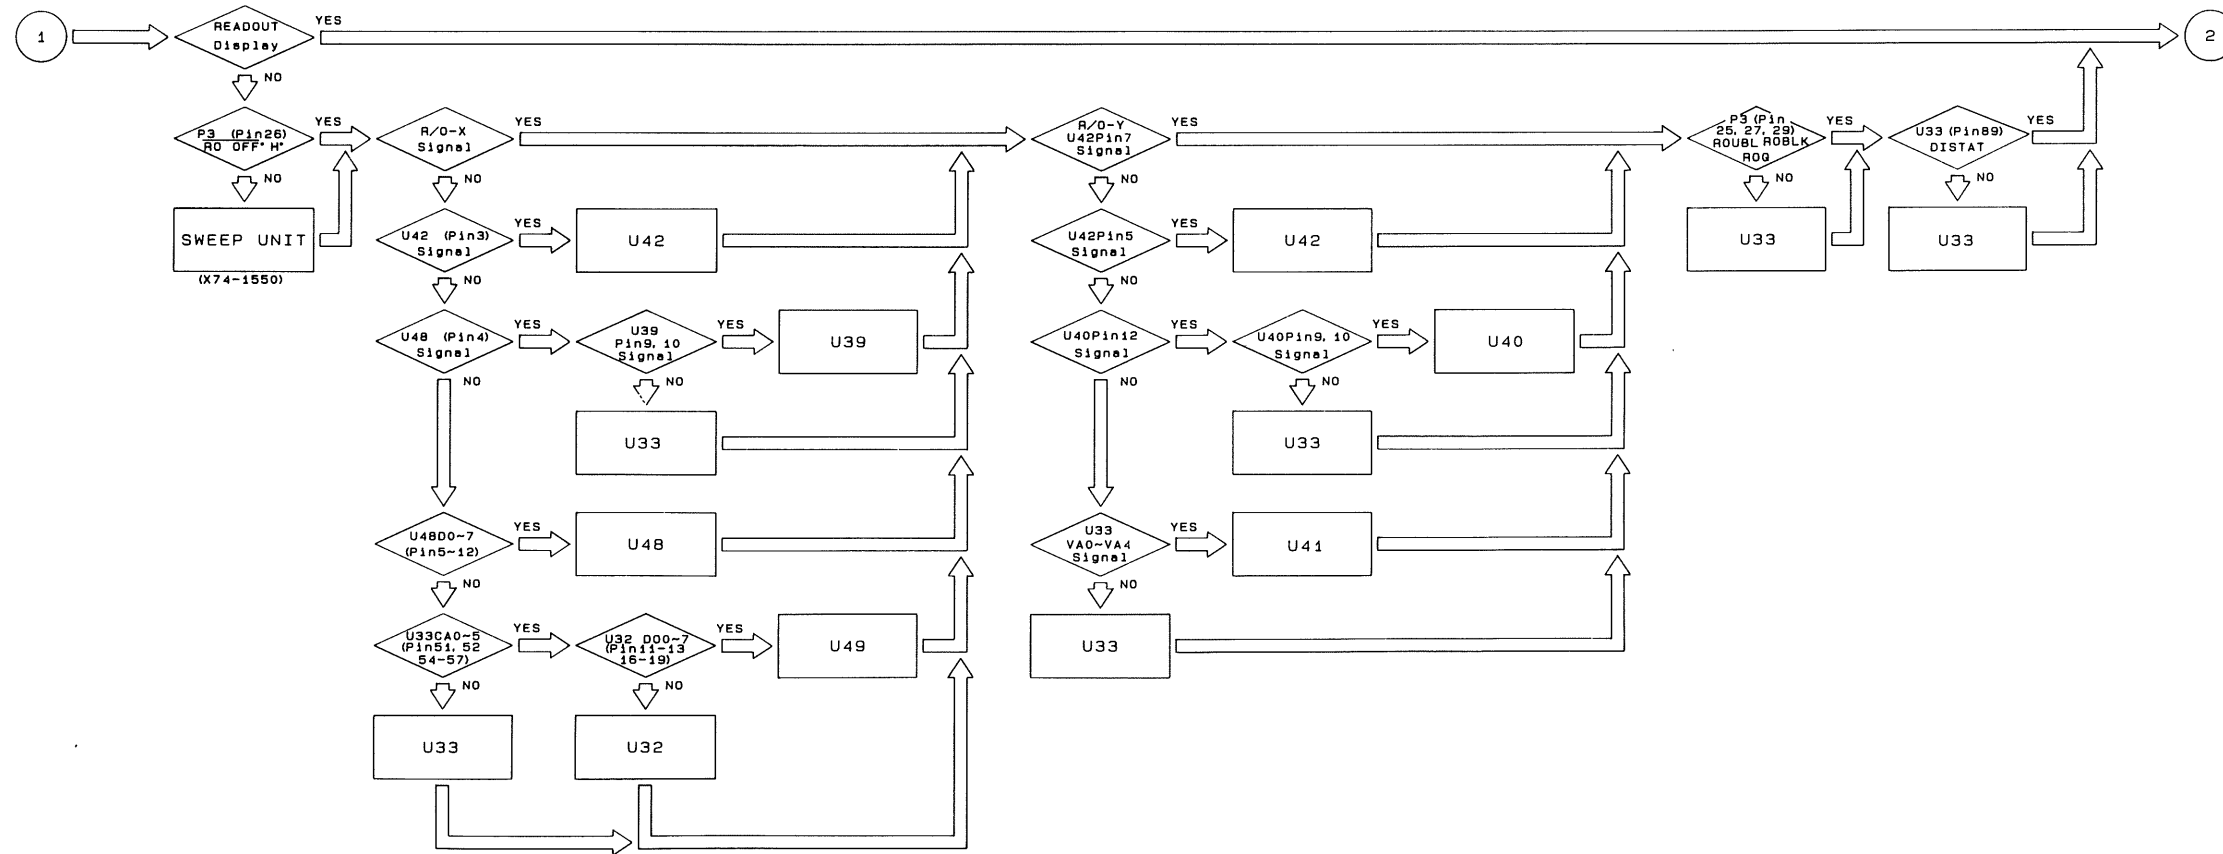 1
READOUT
Display
YES
2
NO
P3 (Pin26)
RO OFF"H"
YES
R/O-X
Signal
YES
R/O-Y
U42Pin7
Signal
YES
P3 (Pin
25, 27, 29)
ROUBL ROBLK
ROQ
YES
U33 (Pin89)
DISTAT
YES
NO
NO
NO
NO
NO
SWEEP UNIT
(X74-1550)
U42 (Pin3)
Signal
YES
U42
U42Pin5
Signal
YES
U42
U33
U33
NO
NO
U48 (Pin4)
Signal
YES
U39
Pin9, 10
Signal
YES
U39
U40Pin12
Signal
YES
U40Pin9, 10
Signal
YES
U40
NO
NO
NO
NO
U33
U33
U48D0~7
(Pin5~12)
YES
U48
U33
VA0~VA4
Signal
YES
U41
NO
NO
U33CA0~5
(Pin51, 52
54-57)
YES
U32 D00~7
(Pin11-13
16-19)
YES
U49
U33
NO
NO
U33
U32